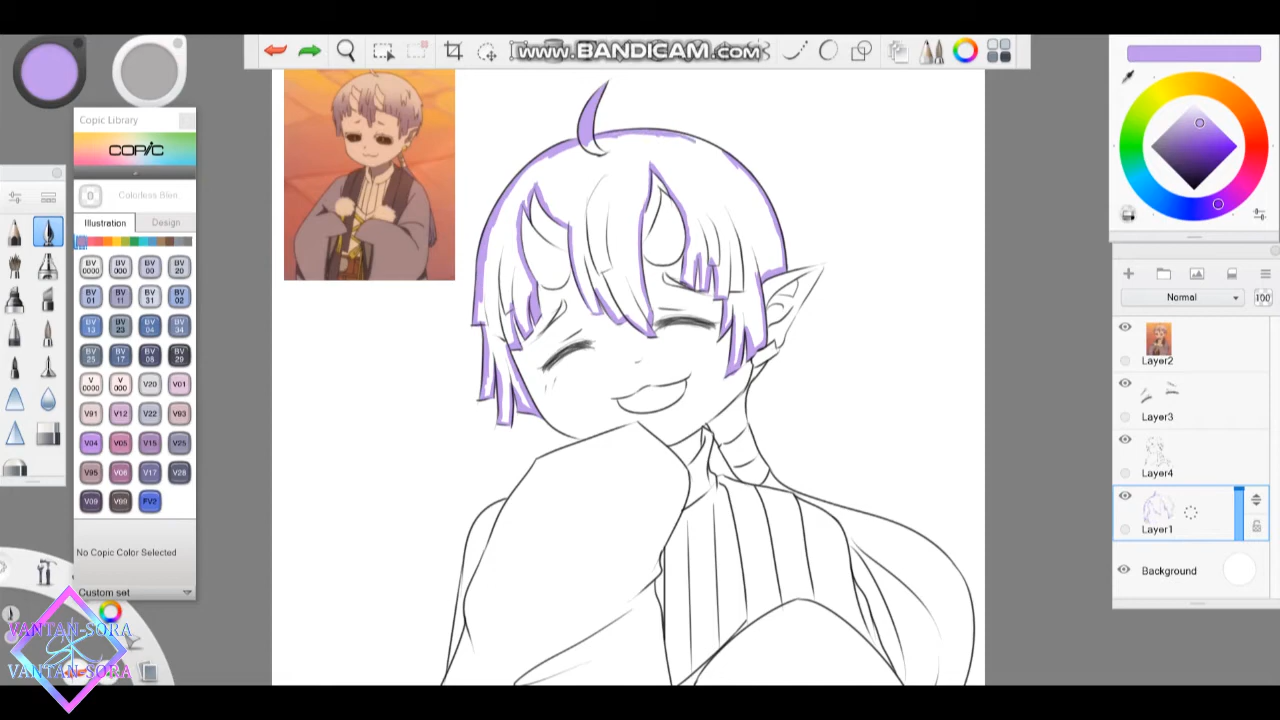 www.BANDICAM.com
Copic Library
COPIC
0 Colorless Blen
Illustration Design
BV 0000 BV 000 BV 00 BV 20
BV 01 BV 11 BV 31 BV 02
BV 13 BV 23 BV 04 BV 34
BV 25 BV 17 BV 08 BV 29
V 0000 V 000 V20 V01
V91 V12 V22 V93
V04 V05 V15 V25
V95 V06 V17 V28
V09 V99 FV2
No Copic Color Selected
Custom set
VANTAN-SORA
VANTAN-SORA
Normal 100
Layer2
Layer3
Layer4
Layer1
Background